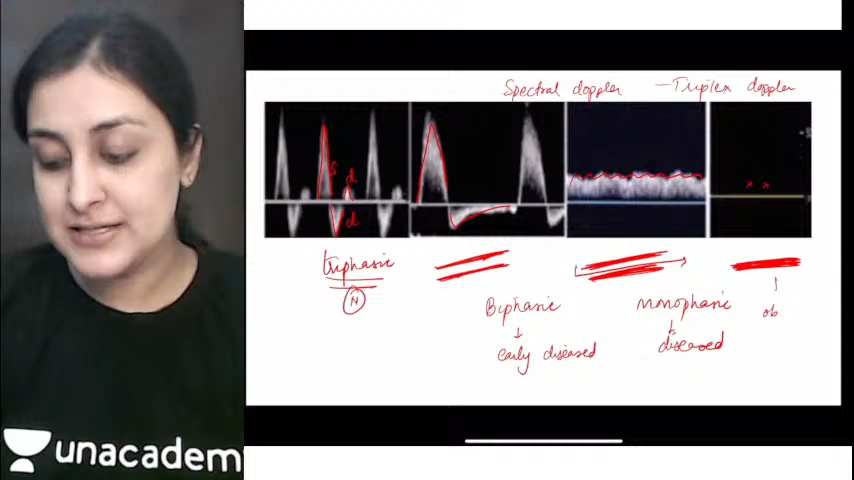 Spectral doppler - Triplex doppler
s d
d
triphasic
N
Biphasic
early diseased
monophasic
diseased
ob
unacadem